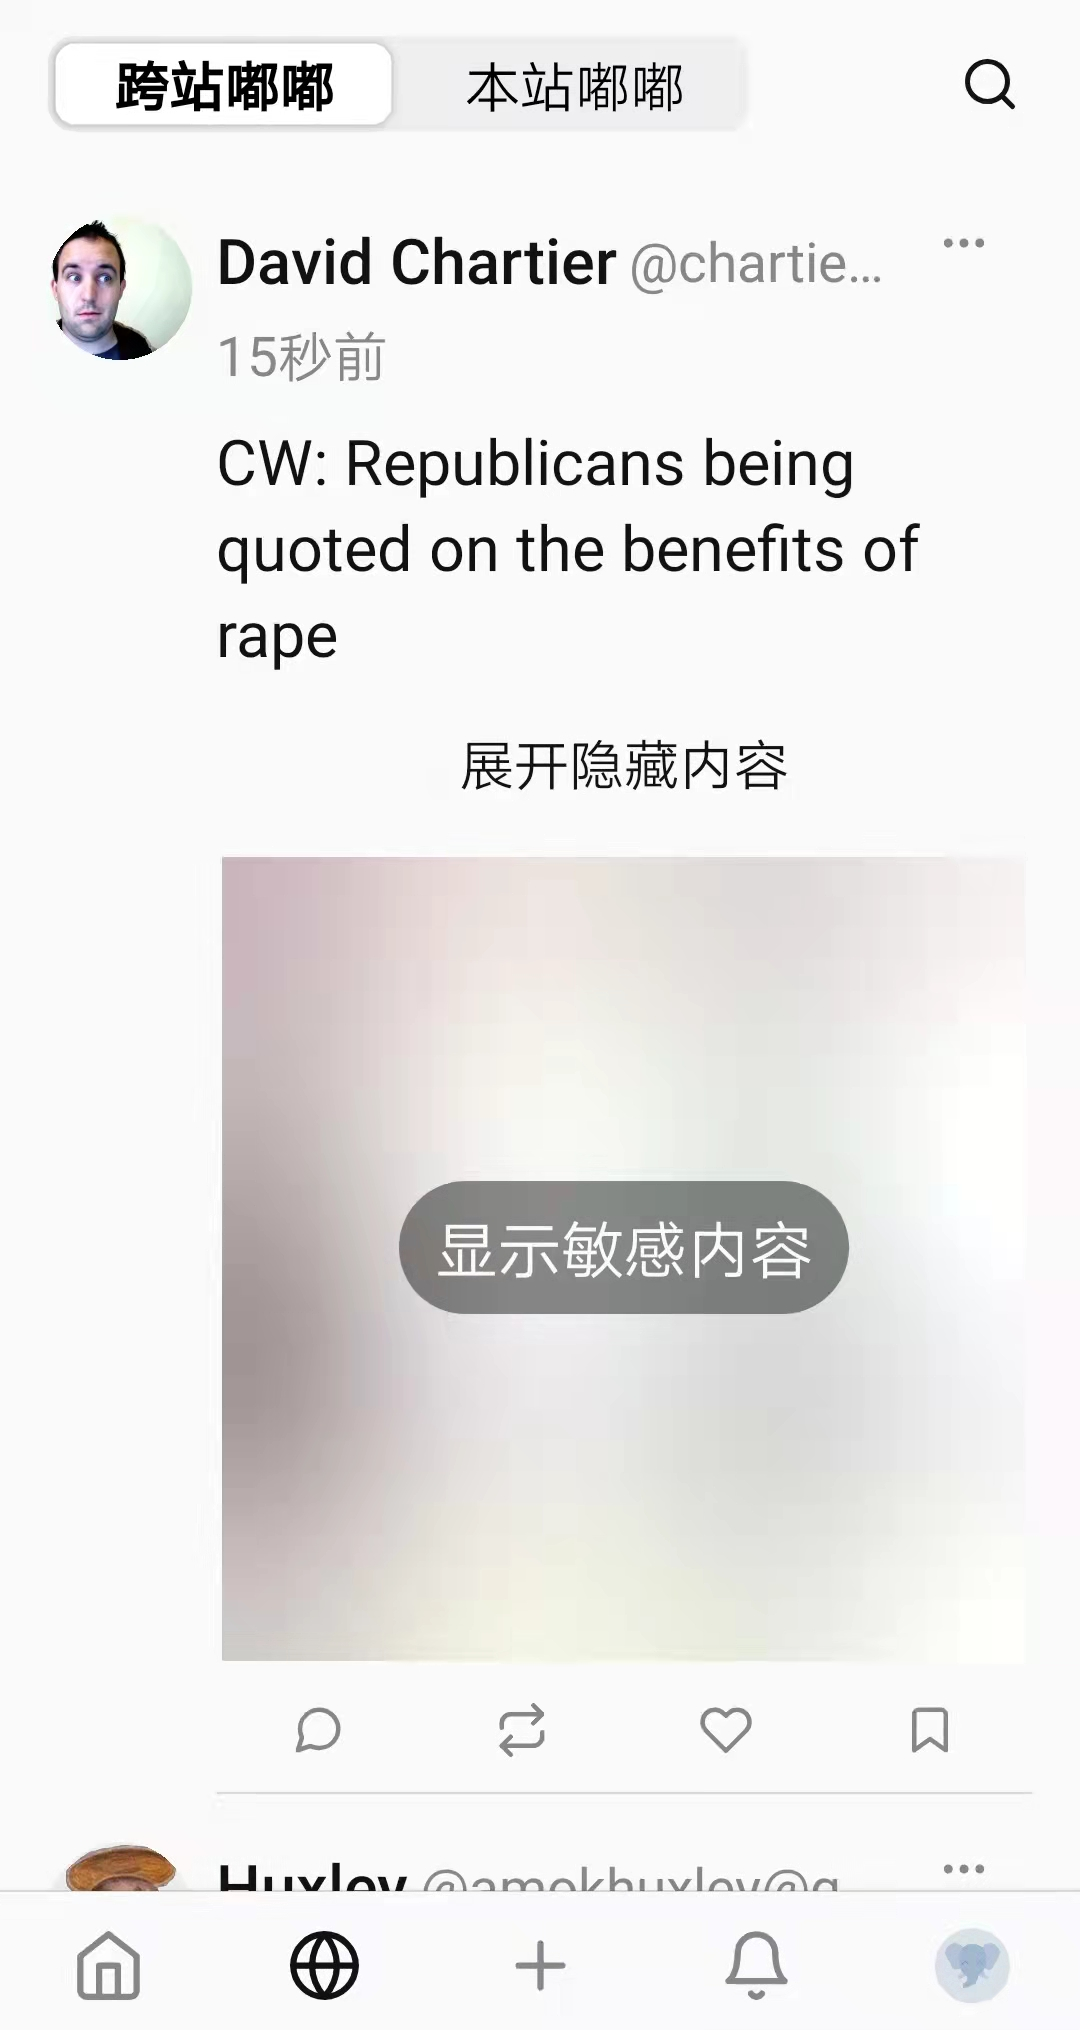 跨站嘟嘟 本站嘟嘟
David Chartier @chartie...
15秒前
CW: Republicans being
quoted on the benefits of
rape
展开隐藏内容
显示敏感内容
Huxley @amokhuxley@g...